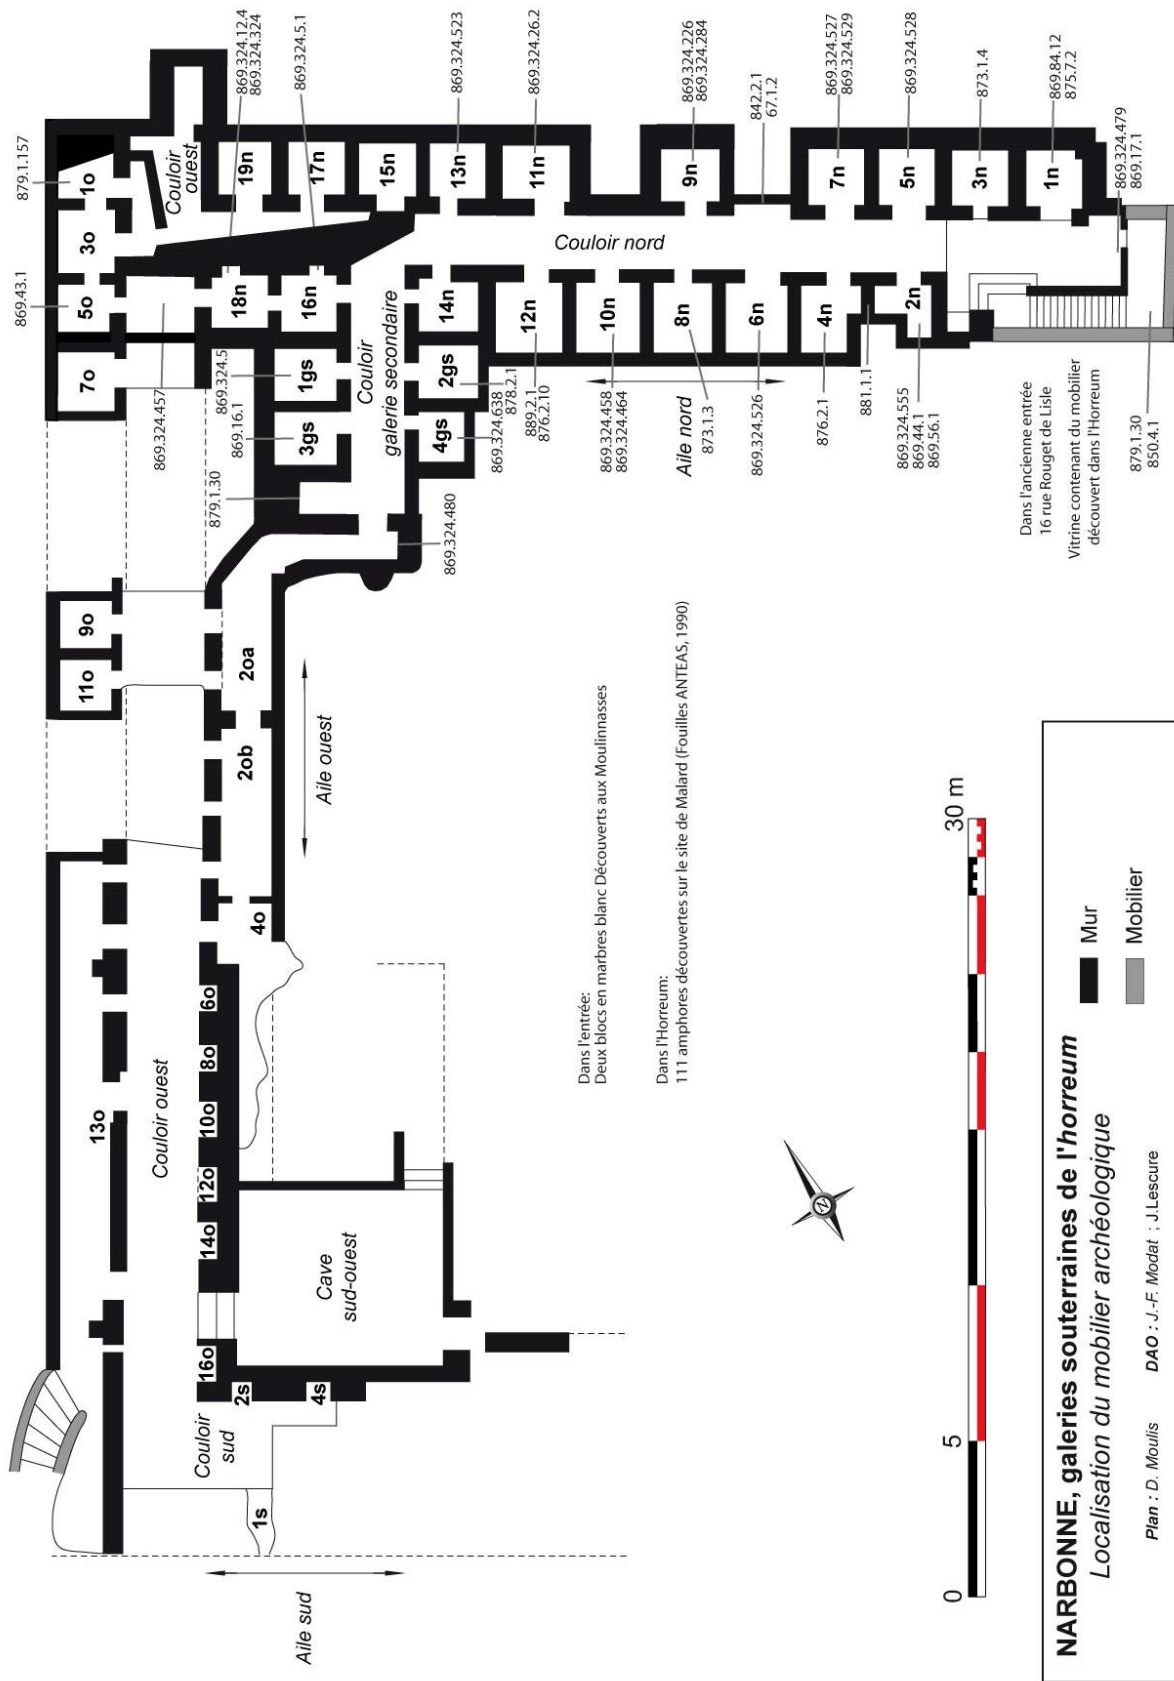 879.1.157
869.43.1
1o
3o
5o
7o
Couloir
ouest
869.324.12.4
869.324.324
869.324.5.1
869.324.523
869.324.26.2
869.324.226
869.324.284
842.2.1
67.1.2
869.324.527
869.324.529
869.324.528
873.1.4
869.84.12
875.7.2
869.324.479
869.17.1
19n
17n
15n
13n
11n
9n
7n
5n
3n
1n
Couloir nord
18n
16n
14n
12n
10n
8n
6n
4n
2n
Couloir
galerie secondaire
1gs
3gs
2gs
4gs
869.324.457
869.324.5
869.16.1
879.1.30
869.324.480
869.324.638
878.2.1
889.2.1
876.2.10
869.324.458
869.324.464
Aile nord
873.1.3
869.324.526
876.2.1
881.1.1
869.324.555
869.44.1
869.56.1
Dans l'ancienne entrée
16 rue Rouget de Lisle
Vitrine contenant du mobilier
découvert dans l'Horreum
879.1.30
850.4.1
9o
11o
2oa
2ob
Aile ouest
4o
13o
Couloir ouest
6o
8o
10o
12o
14o
16o
Cave
sud-ouest
2s
4s
Couloir
sud
1s
Aile sud
Dans l'entrée:
Deux blocs en marbres blanc Découverts aux Moulinnasses
Dans l'Horreum:
111 amphores découvertes sur le site de Malard (Fouilles ANTEAS, 1990)
N
0
5
30 m
NARBONNE, galeries souterraines de l'horreum
Localisation du mobilier archéologique
Mur
Mobilier
Plan : D. Moulis
DAO : J.-F. Modat ; J.Lescure